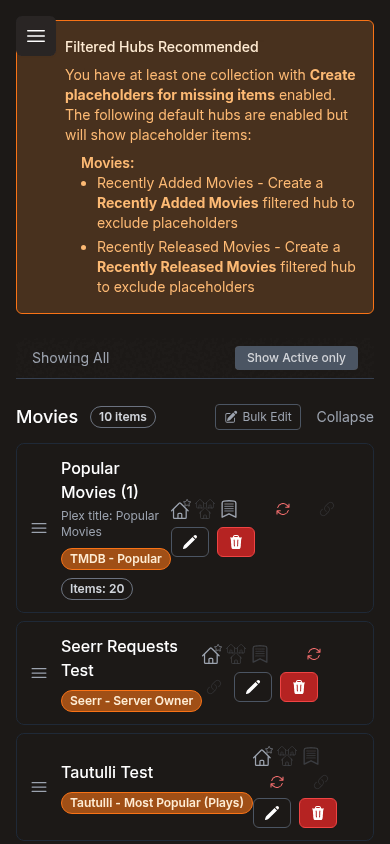 Filtered Hubs Recommended
You have at least one collection with Create
placeholders for missing items enabled.
The following default hubs are enabled but
will show placeholder items:
Movies:
• Recently Added Movies - Create a
Recently Added Movies filtered hub to
exclude placeholders
• Recently Released Movies - Create a
Recently Released Movies filtered hub
to exclude placeholders
Showing All
Show Active only
Movies
10 items
Bulk Edit
Collapse
Popular
Movies (1)
Plex title: Popular
Movies
TMDB - Popular
Items: 20
Seerr Requests
Test
Seerr - Server Owner
Tautulli Test
Tautulli - Most Popular (Plays)